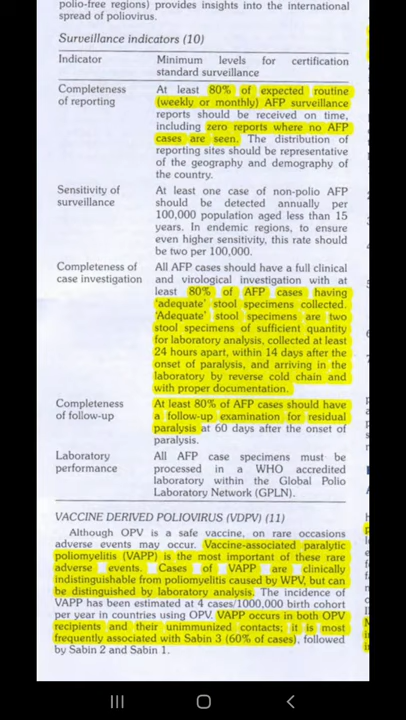 polio-free regions) provides insights into the international
spread of poliovirus.
Surveillance indicators (10)
Indicator
Minimum levels for certification
standard surveillance
Completeness
of reporting
At least 80% of expected routine
(weekly or monthly) AFP surveillance
reports should be received on time,
including zero reports where no AFP
cases are seen. The distribution of
reporting sites should be representative
of the geography and demography of
the country.
Sensitivity of
surveillance
At least one case of non-polio AFP
should be detected annually per
100,000 population aged less than 15
years. In endemic regions, to ensure
even higher sensitivity, this rate should
be two per 100,000.
Completeness of
case investigation
All AFP cases should have a full clinical
and virological investigation with at
least 80% of AFP cases having
'adequate' stool specimens collected.
'Adequate' stool specimens are two
stool specimens of sufficient quantity
for laboratory analysis, collected at least
24 hours apart, within 14 days after the
onset of paralysis, and arriving in the
laboratory by reverse cold chain and
with proper documentation.
Completeness
of follow-up
At least 80% of AFP cases should have
a follow-up examination for residual
paralysis at 60 days after the onset of
paralysis.
Laboratory
performance
All AFP case specimens must be
processed in a WHO accredited
laboratory within the Global Polio
Laboratory Network (GPLN).
VACCINE DERIVED POLIOVIRUS (VDPV) (11)
Although OPV is a safe vaccine, on rare occasions
adverse events may occur. Vaccine-associated paralytic
poliomyelitis (VAPP) is the most important of these rare
adverse events. Cases of VAPP are clinically
indistinguishable from poliomyelitis caused by WPV, but can
be distinguished by laboratory analysis. The incidence of
VAPP has been estimated at 4 cases/1000,000 birth cohort
per year in countries using OPV. VAPP occurs in both OPV
recipients and their unimmunized contacts; it is most
frequently associated with Sabin 3 (60% of cases), followed
by Sabin 2 and Sabin 1.